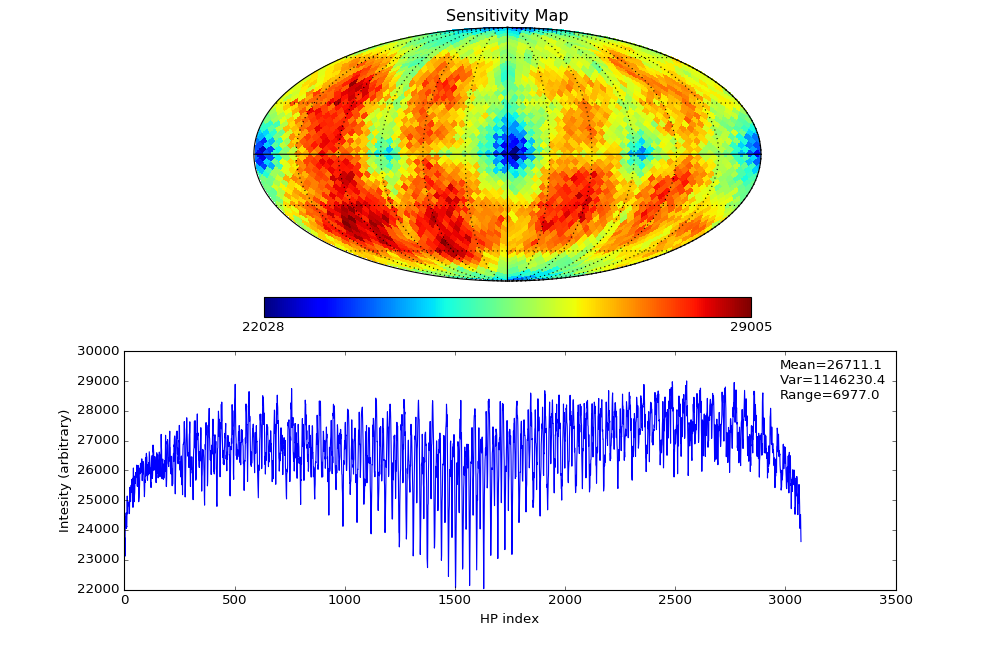 Sensitivity Map
22028 29005
30000
29000
28000
27000
26000
25000
24000
23000
22000
Intesity (arbitrary)
Mean=26711.1
Var=1146230.4
Range=6977.0
0 500 1000 1500 2000 2500 3000 3500
HP index